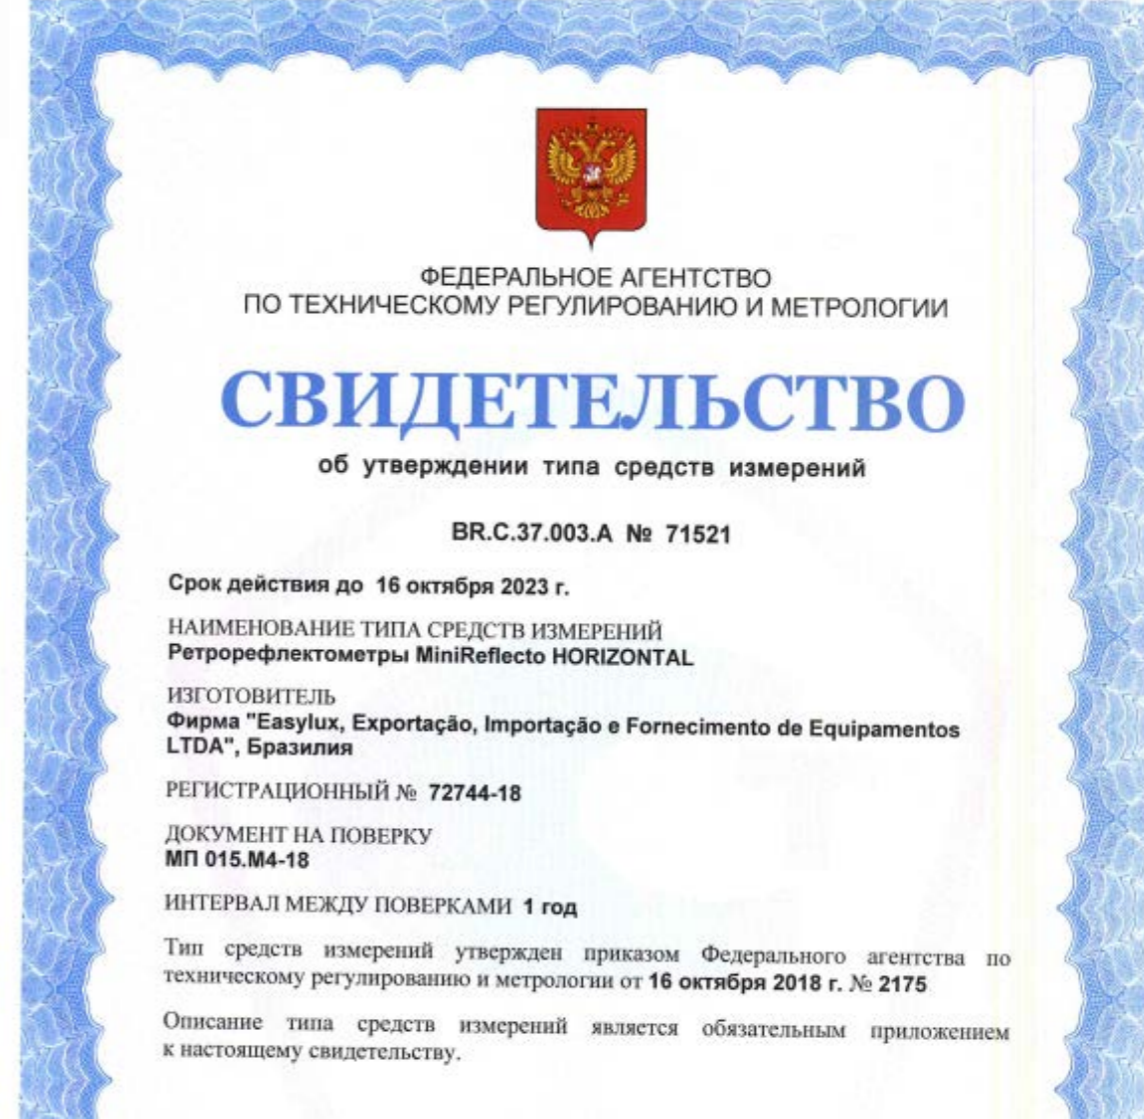 ФЕДЕРАЛЬНОЕ АГЕНТСТВО
ПО ТЕХНИЧЕСКОМУ РЕГУЛИРОВАНИЮ И МЕТРОЛОГИИ
СВИДЕТЕЛЬСТВО
об утверждении типа средств измерений
BR.C.37.003.A № 71521
Срок действия до 16 октября 2023 г.
НАИМЕНОВАНИЕ ТИПА СРЕДСТВ ИЗМЕРЕНИЙ
Ретрорефлектометры MiniReflecto HORIZONTAL
ИЗГОТОВИТЕЛЬ
Фирма "Easylux, Exportação, Importação e Fornecimento de Equipamentos
LTDA", Бразилия
РЕГИСТРАЦИОННЫЙ № 72744-18
ДОКУМЕНТ НА ПОВЕРКУ
МП 015.М4-18
ИНТЕРВАЛ МЕЖДУ ПОВЕРКАМИ 1 год
Тип средств измерений утвержден приказом Федерального агентства по
техническому регулированию и метрологии от 16 октября 2018 г. № 2175
Описание типа средств измерений является обязательным приложением
к настоящему свидетельству.